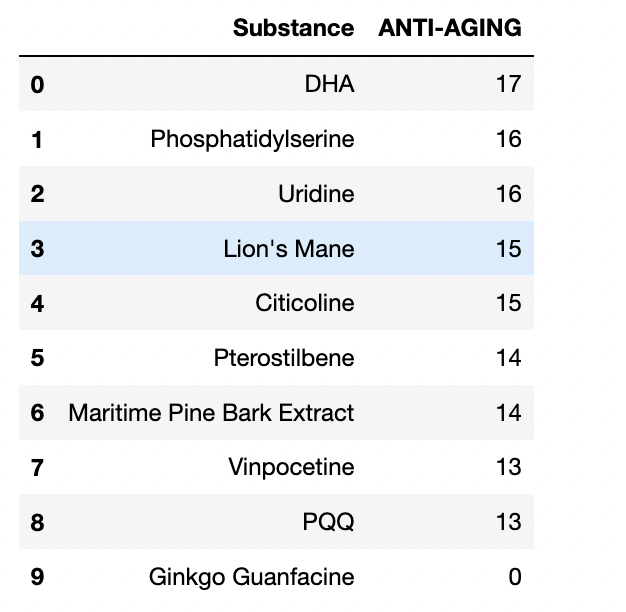 Substance ANTI-AGING
0 DHA 17
1 Phosphatidylserine 16
2 Uridine 16
3 Lion's Mane 15
4 Citicoline 15
5 Pterostilbene 14
6 Maritime Pine Bark Extract 14
7 Vinpocetine 13
8 PQQ 13
9 Ginkgo Guanfacine 0